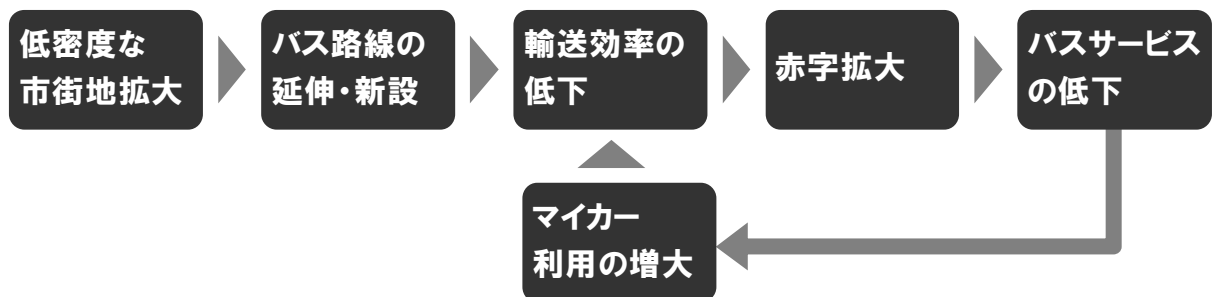 低密度な
市街地拡大
バス路線の
延伸・新設
輸送効率の
低下
赤字拡大
バスサービス
の低下
マイカー
利用の増大